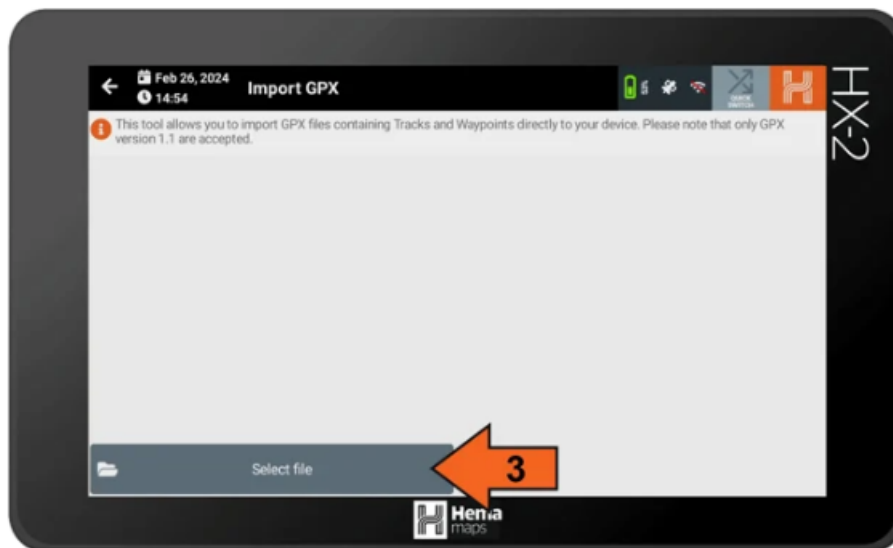 Feb 26, 2024
14:54
Import GPX
QUICK
SWITCH
This tool allows you to import GPX files containing Tracks and Waypoints directly to your device. Please note that only GPX
version 1.1 are accepted.
HX-2
Select file
3
Hema
maps